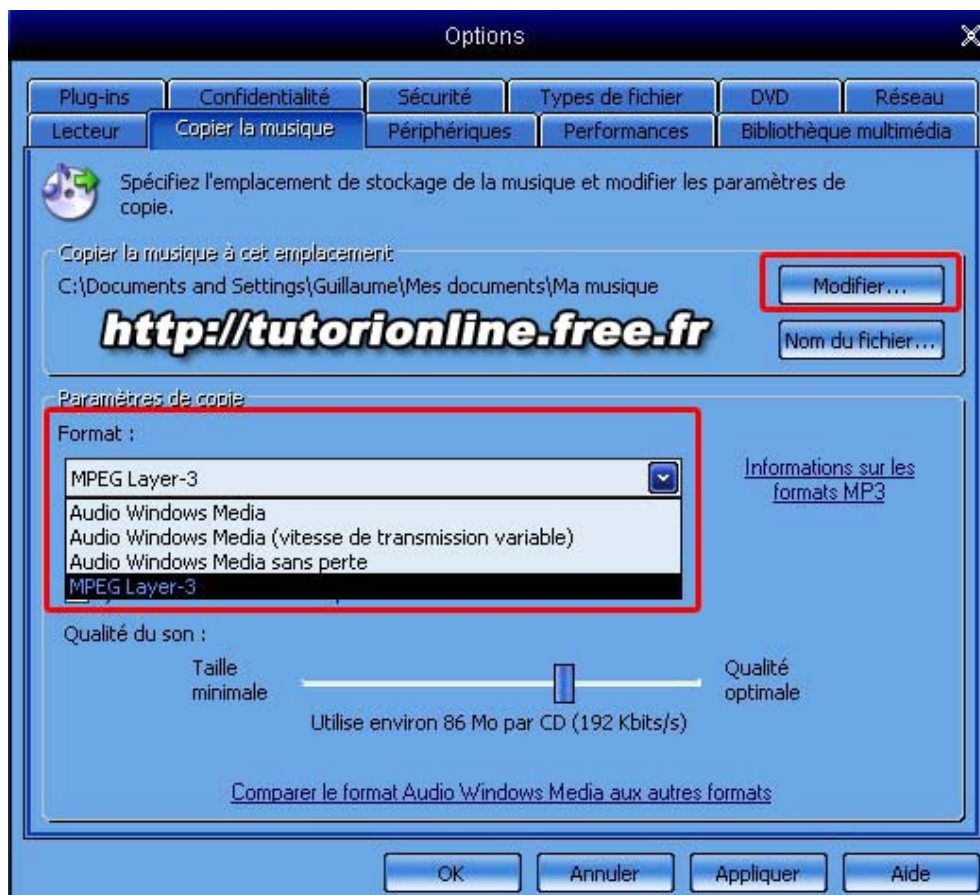 Options
Plug-ins Confidentialité Sécurité Types de fichier DVD Réseau
Lecteur Copier la musique Périphériques Performances Bibliothèque multimédia
Spécifiez l'emplacement de stockage de la musique et modifier les paramètres de
copie.
Copier la musique à cet emplacement
C:\Documents and Settings\Guillaume\Mes documents\Ma musique
Modifier...
http://tutorionline.free.fr
Nom du fichier...
Paramètres de copie
Format :
MPEG Layer-3
Informations sur les
formats MP3
Audio Windows Media
Audio Windows Media (vitesse de transmission variable)
Audio Windows Media sans perte
MPEG Layer-3
Qualité du son :
Taille
minimale
Qualité
optimale
Utilise environ 86 Mo par CD (192 Kbits/s)
Comparer le format Audio Windows Media aux autres formats
OK Annuler Appliquer Aide